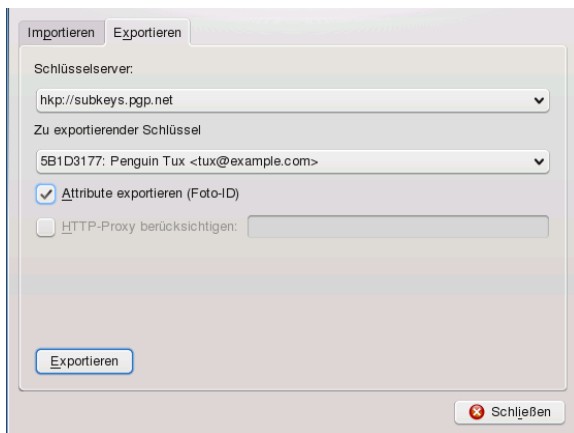 Importieren Exportieren
Schlüsselserver:
hkp://subkeys.pgp.net
Zu exportierender Schlüssel
5B1D3177: Penguin Tux <tux@example.com>
Attribute exportieren (Foto-ID)
HTTP-Proxy berücksichtigen:
Exportieren
Schließen